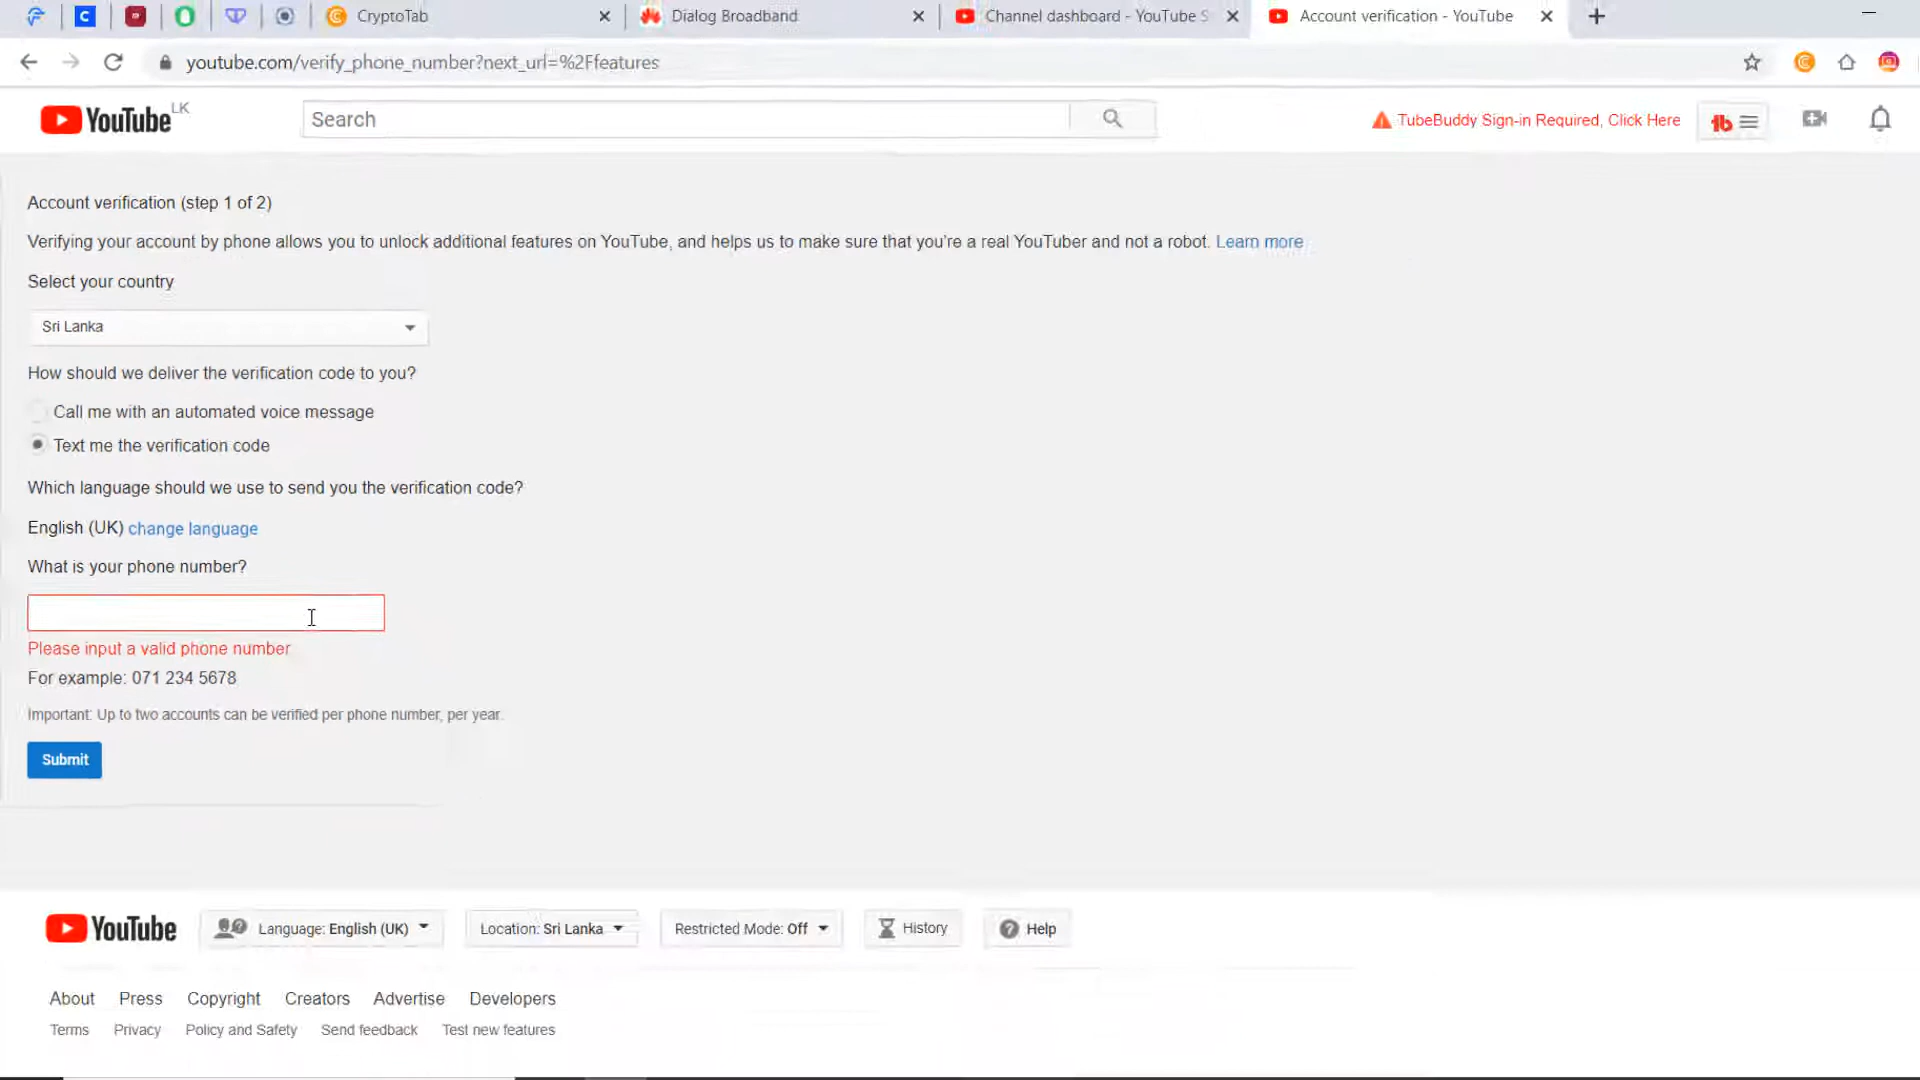 CryptoTab
Dialog Broadband
Channel dashboard - YouTube S
Account verification - YouTube
youtube.com/verify_phone_number?next_url=%2Ffeatures
YouTube LK
Search
TubeBuddy Sign-in Required, Click Here
Account verification (step 1 of 2)
Verifying your account by phone allows you to unlock additional features on YouTube, and helps us to make sure that you're a real YouTuber and not a robot. Learn more
Select your country
Sri Lanka
How should we deliver the verification code to you?
Call me with an automated voice message
Text me the verification code
Which language should we use to send you the verification code?
English (UK) change language
What is your phone number?
Please input a valid phone number
For example: 071 234 5678
Important: Up to two accounts can be verified per phone number, per year.
Submit
YouTube
Language: English (UK)
Location: Sri Lanka
Restricted Mode: Off
History
Help
About Press Copyright Creators Advertise Developers
Terms Privacy Policy and Safety Send feedback Test new features